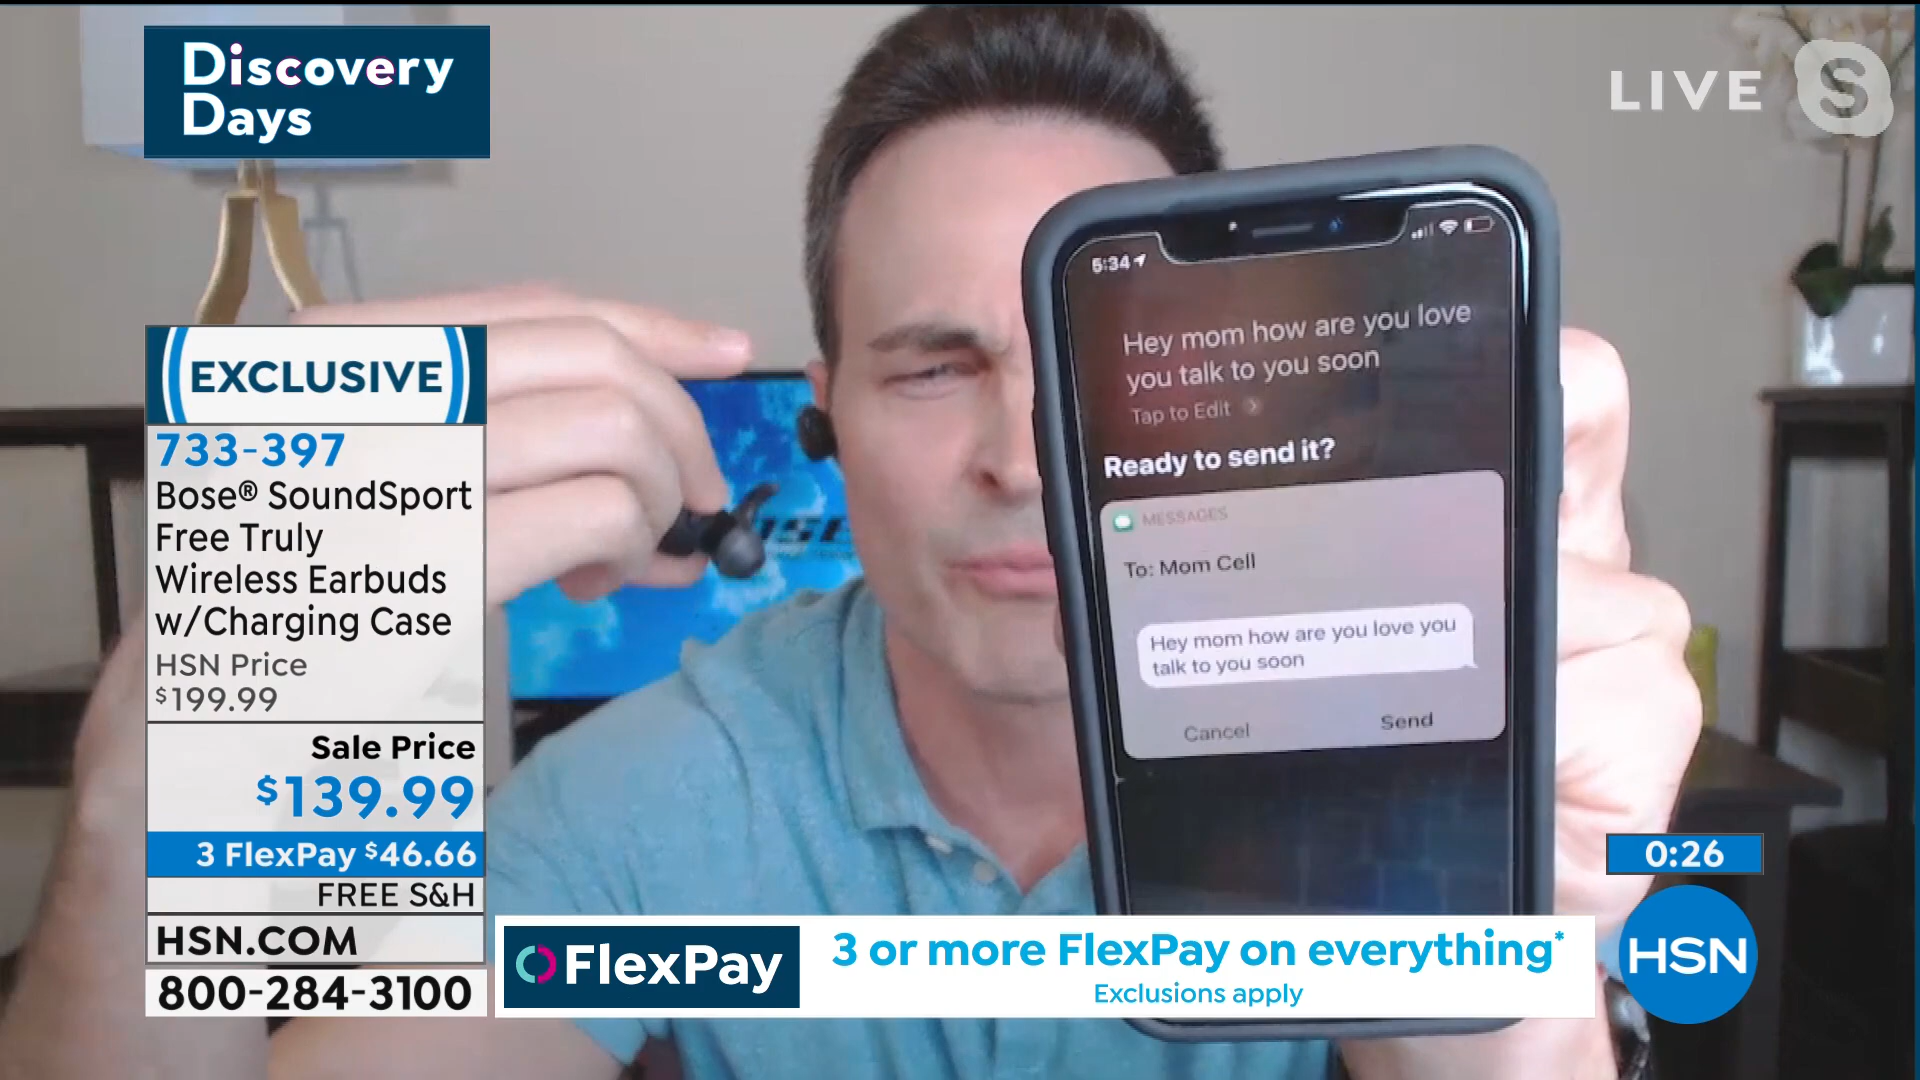 Discovery
Days
LIVE
EXCLUSIVE
733-397
Bose® SoundSport
Free Truly
Wireless Earbuds
w/Charging Case
HSN Price
$199.99
Sale Price
$139.99
3 FlexPay $46.66
FREE S&H
HSN.COM
800-284-3100
5:34
Hey mom how are you love
you talk to you soon
Tap to Edit
Ready to send it?
MESSAGES
To: Mom Cell
Hey mom how are you love you
talk to you soon
Cancel
Send
FlexPay
3 or more FlexPay on everything*
Exclusions apply
0:26
HSN